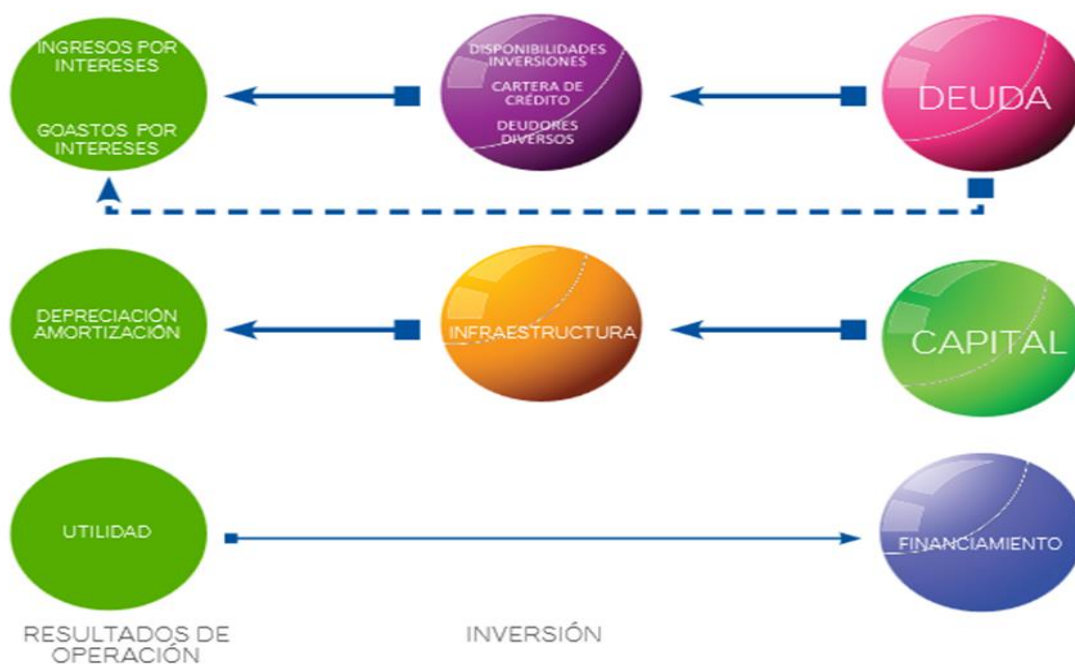 INGRESOS POR
INTERESES
GOASTOS POR
INTERESES
DISPONIBILIDADES
INVERSIONES
CARTERA DE
CRÉDITO
DEUDORES
DIVERSOS
DEUDA
DEPRECIACIÓN
AMORTIZACIÓN
INFRAESTRUCTURA
CAPITAL
UTILIDAD
FINANCIAMIENTO
RESULTADOS DE
OPERACIÓN
INVERSIÓN